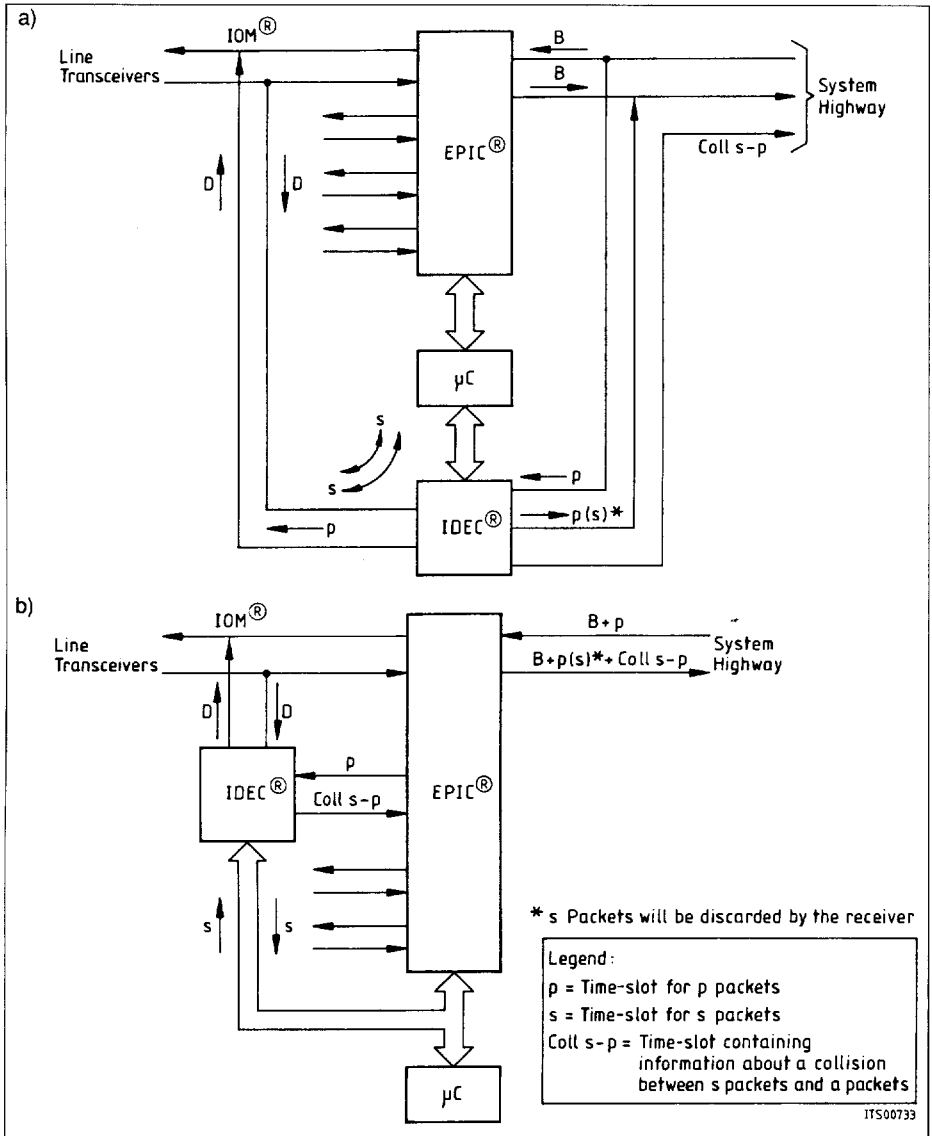 a)
IOM®
Line
Transceivers
B
B
System
Highway
EPIC®
Coll s-p
D
D
µC
s
s
p
p
p(s)*
IDEC®
b)
IOM®
Line
Transceivers
B+p
System
Highway
B+p(s)*+Coll s-p
D
D
IDEC®
p
Coll s-p
EPIC®
s
s
* s Packets will be discarded by the receiver
Legend:
p = Time-slot for p packets
s = Time-slot for s packets
Coll s-p = Time-slot containing
information about a collision
between s packets and a packets
µC
ITS00733